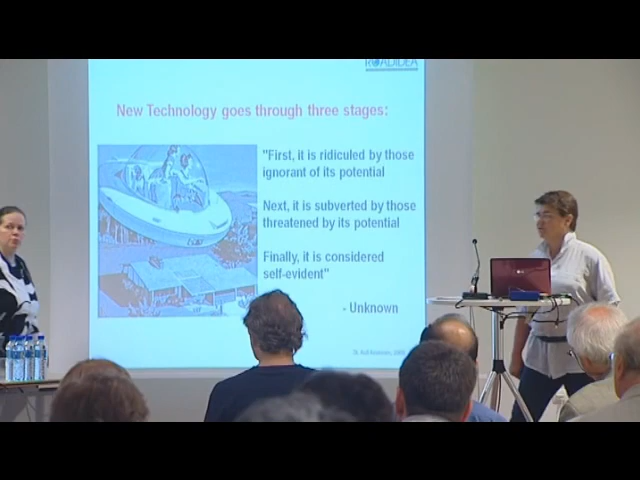 ROADIDEA
New Technology goes through three stages:
"First, it is ridiculed by those
ignorant of its potential
Next, it is subverted by those
threatened by its potential
Finally, it is considered
self-evident"
- Unknown